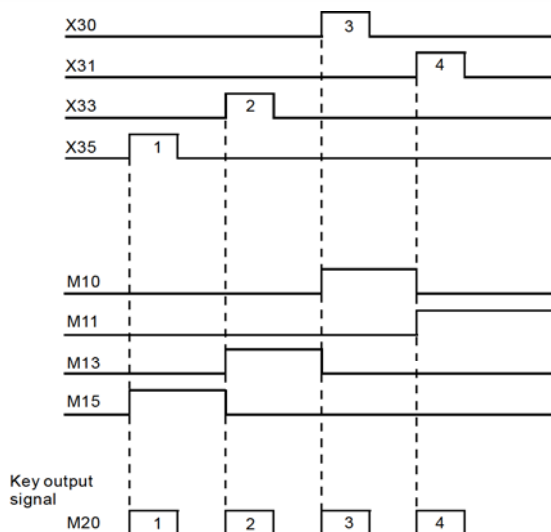 X30 3
X31 4
X33 2
X35 1
M10
M11
M13
M15
Key output
signal
M20 1 2 3 4